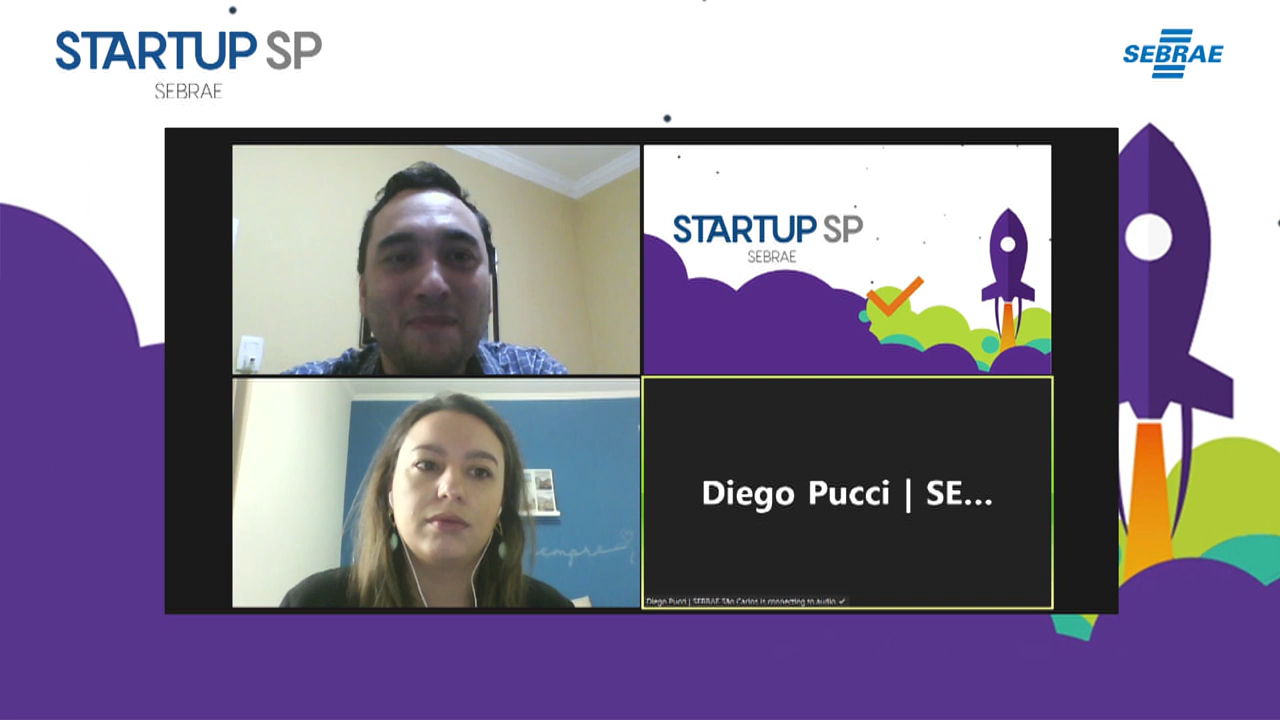 STARTUP SP
SEBRAE
SEBRAE
STARTUP SP
SEBRAE
sempre
Diego Pucci | SE...
Diego Pucci | SEBRAE São Carlos is connecting to audio